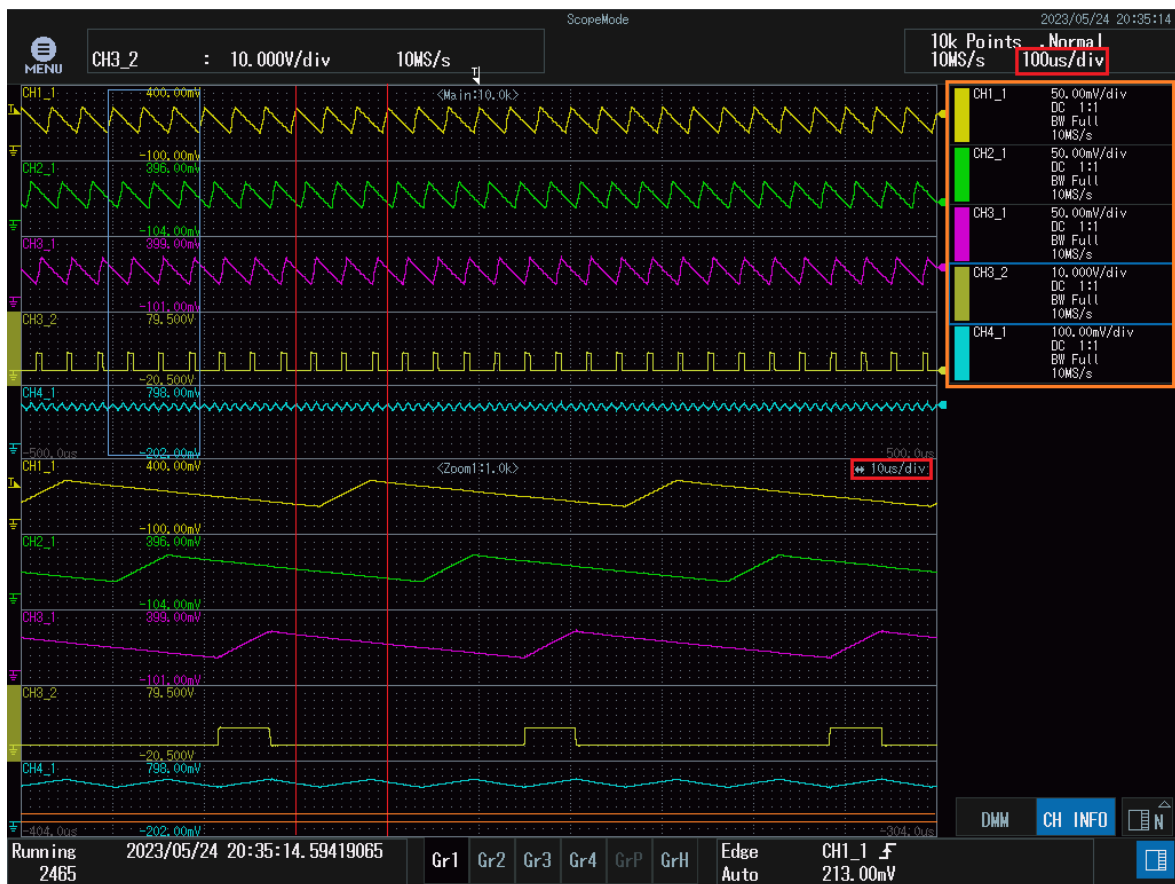 ScopeMode
2023/05/24 20:35:14
MENU
CH3_2 : 10.000V/div 10MS/s
10k Points Normal
10MS/s 100us/div
T
CH1_1 400.00mV <Main:10.0k>
-100.00mV
CH2_1 396.00mV
-104.00mV
CH3_1 399.00mV
-101.00mV
CH3_2 79.500V
-20.500V
CH4_1 798.00mV
-500.0us -202.00mV 500.0us
CH1_1 400.00mV <Zoom1:1.0k> 10us/div
-100.00mV
CH2_1 396.00mV
-104.00mV
CH3_1 399.00mV
-101.00mV
CH3_2 79.500V
-20.500V
CH4_1 798.00mV
-404.0us -202.00mV -304.0us
CH1_1 50.00mV/div
DC 1:1
BW Full
10MS/s
CH2_1 50.00mV/div
DC 1:1
BW Full
10MS/s
CH3_1 50.00mV/div
DC 1:1
BW Full
10MS/s
CH3_2 10.000V/div
DC 1:1
BW Full
10MS/s
CH4_1 100.00mV/div
DC 1:1
BW Full
10MS/s
DMM CH INFO N
Running 2023/05/24 20:35:14.59419065
2465
Gr1 Gr2 Gr3 Gr4 GrP GrH
Edge CH1_1
Auto 213.00mV